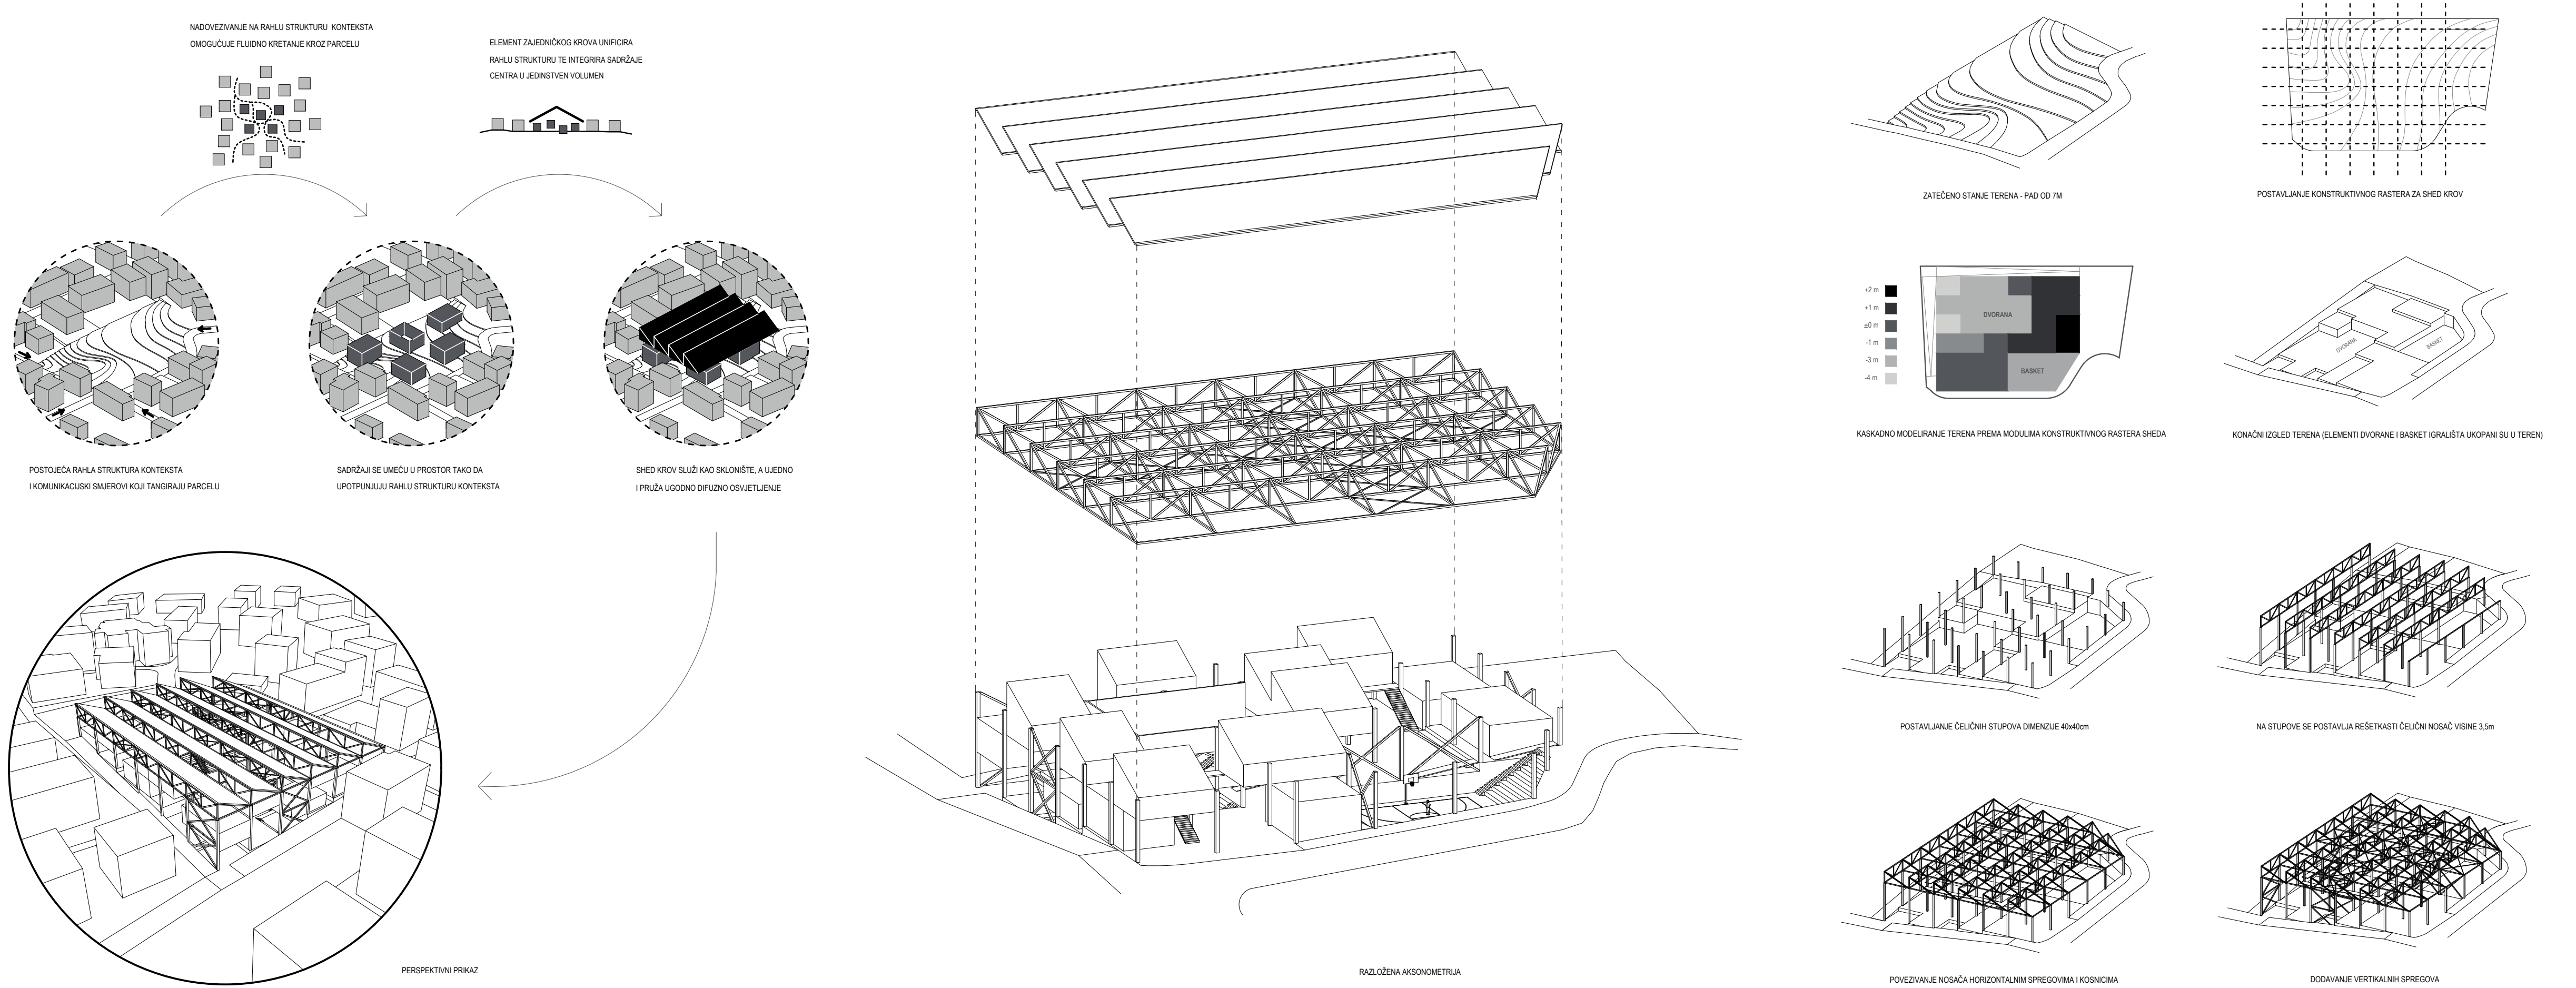 NADOVEZIVANJE NA RAHLU STRUKTURU KONTEKSTA
OMOGUĆUJE FLUIDNO KRETANJE KROZ PARCELU
ELEMENT ZAJEDNIČKOG KROVA UNIFICIRA
RAHLU STRUKTURU TE INTEGRIRA SADRŽAJE
CENTRA U JEDINSTVEN VOLUMEN
POSTOJEĆA RAHLA STRUKTURA KONTEKSTA
I KOMUNIKACIJSKI SMJEROVI KOJI TANGIRAJU PARCELU
SADRŽAJI SE UMEĆU U PROSTOR TAKO DA
UPOTPUNJUJU RAHLU STRUKTURU KONTEKSTA
SHED KROV SLUŽI KAO SKLONIŠTE, A UJEDNO
I PRUŽA UGODNO DIFUZNO OSVJETLJENJE
PERSPEKTIVNI PRIKAZ
RAZLOŽENA AKSONOMETRIJA
ZATEČENO STANJE TERENA - PAD OD 7M
POSTAVLJANJE KONSTRUKTIVNOG RASTERA ZA SHED KROV
+2 m
+1 m
±0 m
-1 m
-3 m
-4 m
DVORANA
BASKET
KASKADNO MODELIRANJE TERENA PREMA MODULIMA KONSTRUKTIVNOG RASTERA SHEDA
DVORANA
BASKET
KONAČNI IZGLED TERENA (ELEMENTI DVORANE I BASKET IGRALIŠTA UKOPANI SU U TEREN)
POSTAVLJANJE ČELIČNIH STUPOVA DIMENZIJE 40x40cm
NA STUPOVE SE POSTAVLJA REŠETKASTI ČELIČNI NOSAČ VISINE 3,5m
POVEZIVANJE NOSAČA HORIZONTALNIM SPREGOVIMA I KOSNICIMA
DODAVANJE VERTIKALNIH SPREGOVA